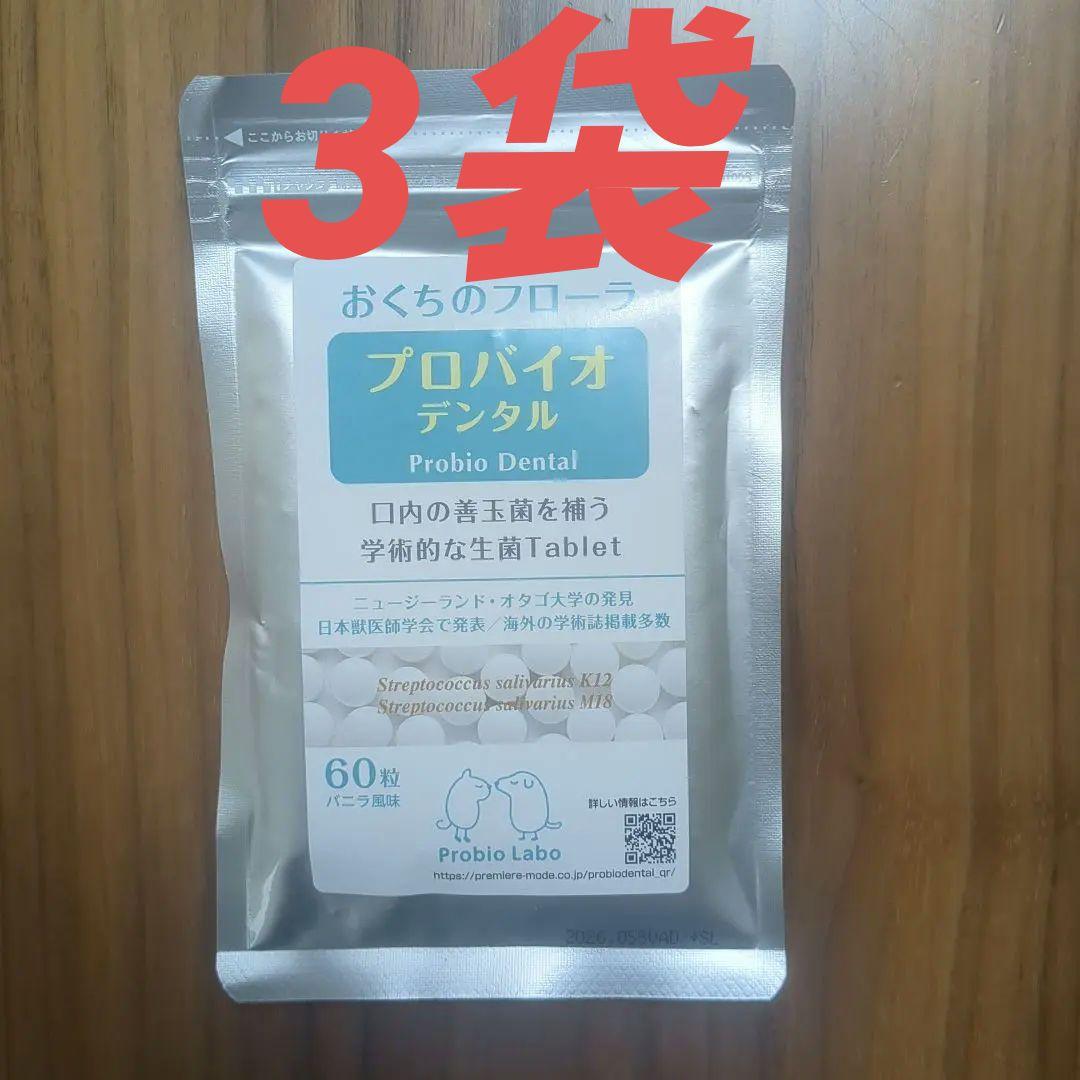 3袋
ここからお切り
おくちのフローラ
プロバイオ
デンタル
Probio Dental
口内の善玉菌を補う
学術的な生菌Tablet
ニュージーランド・オタゴ大学の発見
日本獣医師学会で発表／海外の学術誌掲載多数
Streptococcus salivarius K12
Streptococcus salivarius M18
60粒
バニラ風味
詳しい情報はこちら
Probio Labo
https://premiere-mode.co.jp/probiodental_qr/